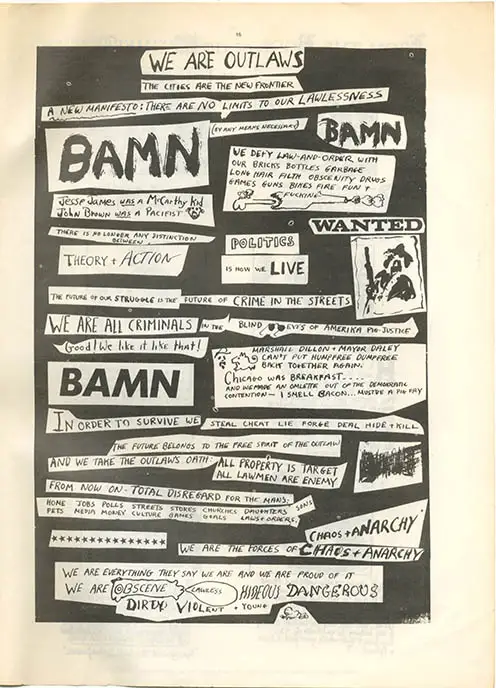 16
WE ARE OUTLAWS
THE CITIES ARE THE NEW FRONTIER
A NEW MANIFESTO: THERE ARE NO LIMITS TO OUR LAWLESSNESS
BAMN
(BY ANY MEANS NECESSARY)
BAMN
WE DEFY LAW-AND-ORDER WITH
OUR BRICKS BOTTLES GARBAGE
LONG HAIR FILTH OBSCENITY DRUGS
GAMES GUNS BIKES FIRE FUN +
FUCKING
Jesse James was a McCarthy Kid
John Brown was a Pacifist
THERE IS NO LONGER ANY DISTINCTION
BETWEEN
THEORY + ACTION
POLITICS
IS HOW WE LIVE
WANTED
THE FUTURE OF OUR STRUGGLE IS THE FUTURE OF CRIME IN THE STREETS
WE ARE ALL CRIMINALS IN THE BLIND EYES OF AMERIKA PIG-JUSTICE
Good! We like it like that!
MARSHALL DILLON + MAYOR DALEY
CAN'T PUT HUMPFREE DUMPFREE
BACK TOGETHER AGAIN.
CHICAGO WAS BREAKFAST....
AND WE MADE AN OMLETTE OUT OF THE DEMOCRATIC
CONTENTION - I SMELL BACON... MUSTBE A PIG FRY
BAMN
IN ORDER TO SURVIVE WE STEAL CHEAT LIE FORGE DEAL HIDE + KILL
THE FUTURE BELONGS TO THE FREE SPIRIT OF THE OUTLAW
AND WE TAKE THE OUTLAWS OATH: ALL PROPERTY IS TARGET
ALL LAWMEN ARE ENEMY
FROM NOW ON - TOTAL DISREGARD FOR THE MANS:
HOME JOBS POLLS STREETS STORES CHURCHES DAUGHTERS SONS
PETS MEDIA MONEY CULTURE GAMES GOALS LAWS + ORDERS
CHAOS + ANARCHY
WE ARE THE FORCES OF CHAOS + ANARCHY
WE ARE EVERYTHING THEY SAY WE ARE AND WE ARE PROUD OF IT
WE ARE OBSCENE LAWLESS HIDEOUS DANGEROUS
DIRTY VIOLENT + YOUNG